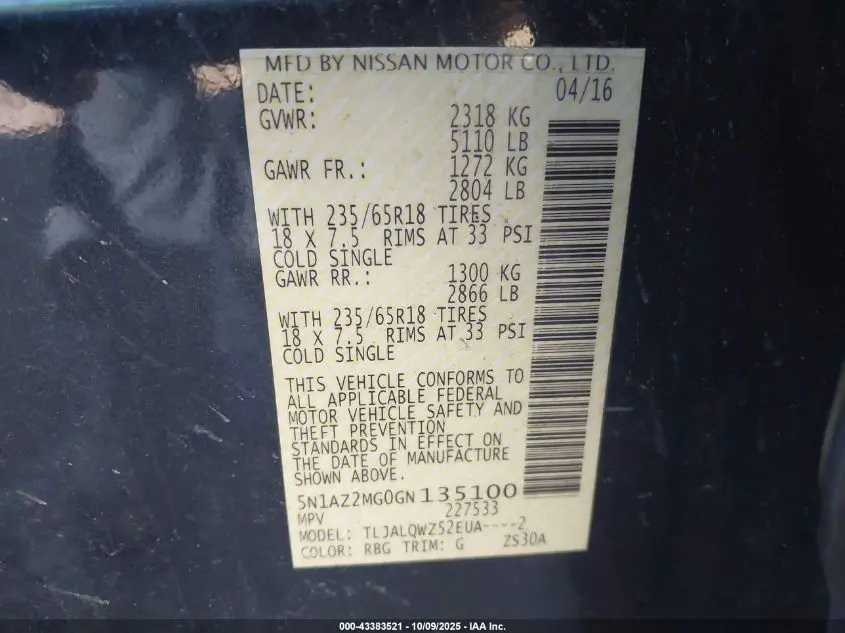 MFD BY NISSAN MOTOR CO., LTD.
DATE: 04/16
GVWR: 2318 KG
5110 LB
GAWR FR.: 1272 KG
2804 LB
WITH 235/65R18 TIRES
18 X 7.5 RIMS AT 33 PSI
COLD SINGLE
GAWR RR.: 1300 KG
2866 LB
WITH 235/65R18 TIRES
18 X 7.5 RIMS AT 33 PSI
COLD SINGLE
THIS VEHICLE CONFORMS TO
ALL APPLICABLE FEDERAL
MOTOR VEHICLE SAFETY AND
THEFT PREVENTION
STANDARDS IN EFFECT ON
THE DATE OF MANUFACTURE
SHOWN ABOVE.
5N1AZ2MG0GN135100
MPV 227533
MODEL: TLJALQWZ52EUA----2
COLOR: RBG TRIM: G ZS30A
000-43383521 - 10/09/2025 - IAA Inc.